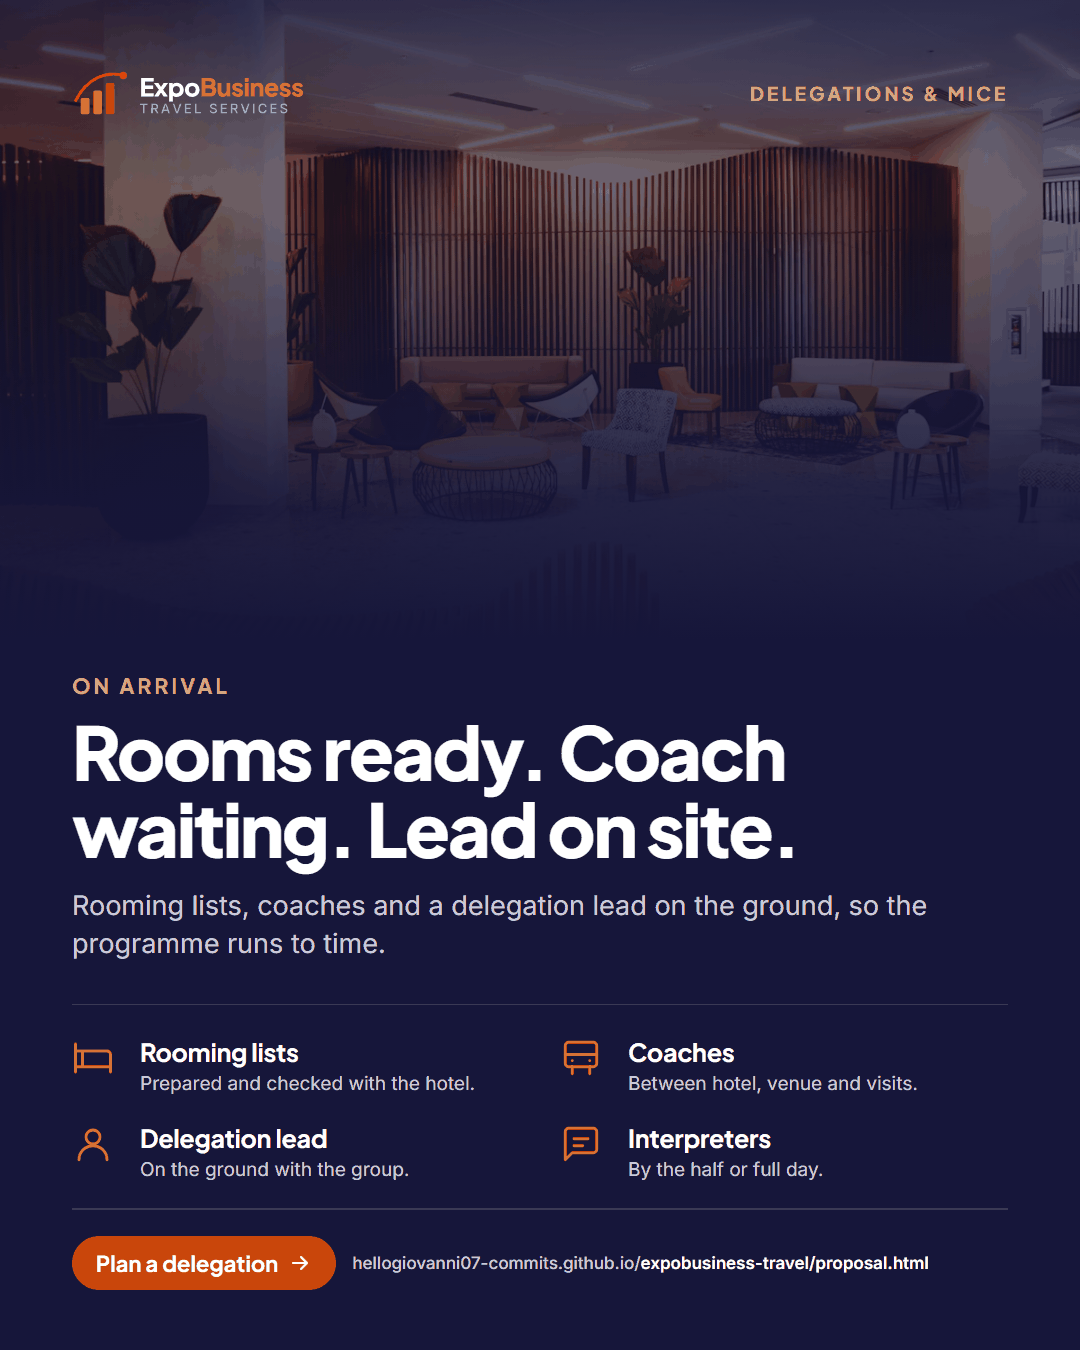 ExpoBusiness
TRAVEL SERVICES
DELEGATIONS & MICE
ON ARRIVAL
Rooms ready. Coach
waiting. Lead on site.
Rooming lists, coaches and a delegation lead on the ground, so the
programme runs to time.
Rooming lists
Prepared and checked with the hotel.
Coaches
Between hotel, venue and visits.
Delegation lead
On the ground with the group.
Interpreters
By the half or full day.
Plan a delegation →
hellogiovanni07-commits.github.io/expobusiness-travel/proposal.html